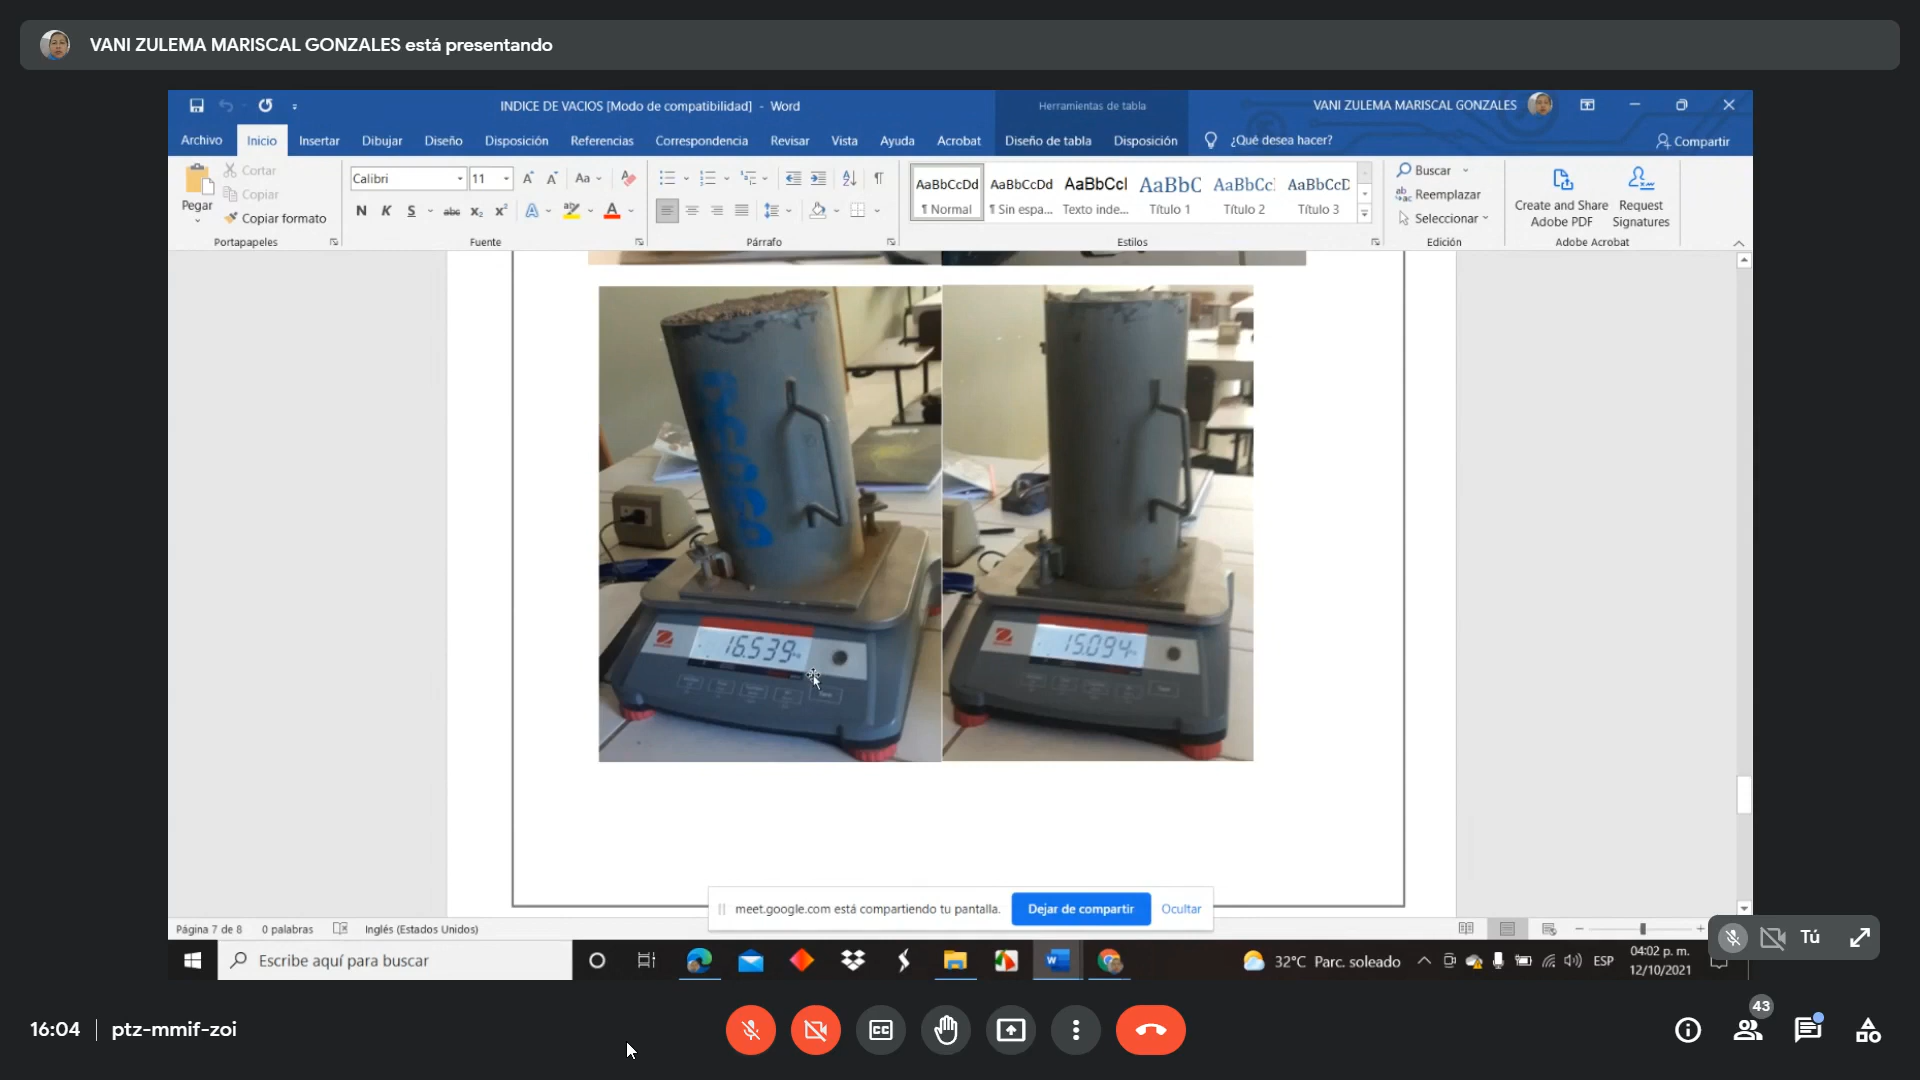 VANI ZULEMA MARISCAL GONZALES está presentando
INDICE DE VACIOS [Modo de compatibilidad] - Word
Herramientas de tabla
VANI ZULEMA MARISCAL GONZALES
Archivo Inicio Insertar Dibujar Diseño Disposición Referencias Correspondencia Revisar Vista Ayuda Acrobat Diseño de tabla Disposición ¿Qué desea hacer? Compartir
Pegar
Cortar
Copiar
Copiar formato
Portapapeles
Calibri 11
N K S abc x₂ x²
Fuente
Párrafo
AaBbCcDd AaBbCcDd AaBbCcI AaBbC AaBbCc AaBbCcD
¶ Normal ¶ Sin espa... Texto inde... Título 1 Título 2 Título 3
Estilos
Buscar
Reemplazar
Seleccionar
Edición
Create and Share
Adobe PDF
Request
Signatures
Adobe Acrobat
16.539
15.094
meet.google.com está compartiendo tu pantalla. Dejar de compartir Ocultar
Página 7 de 8 0 palabras Inglés (Estados Unidos)
Tú
Escribe aquí para buscar
32°C Parc. soleado ESP
04:02 p. m.
12/10/2021
16:04 | ptz-mmif-zoi
43